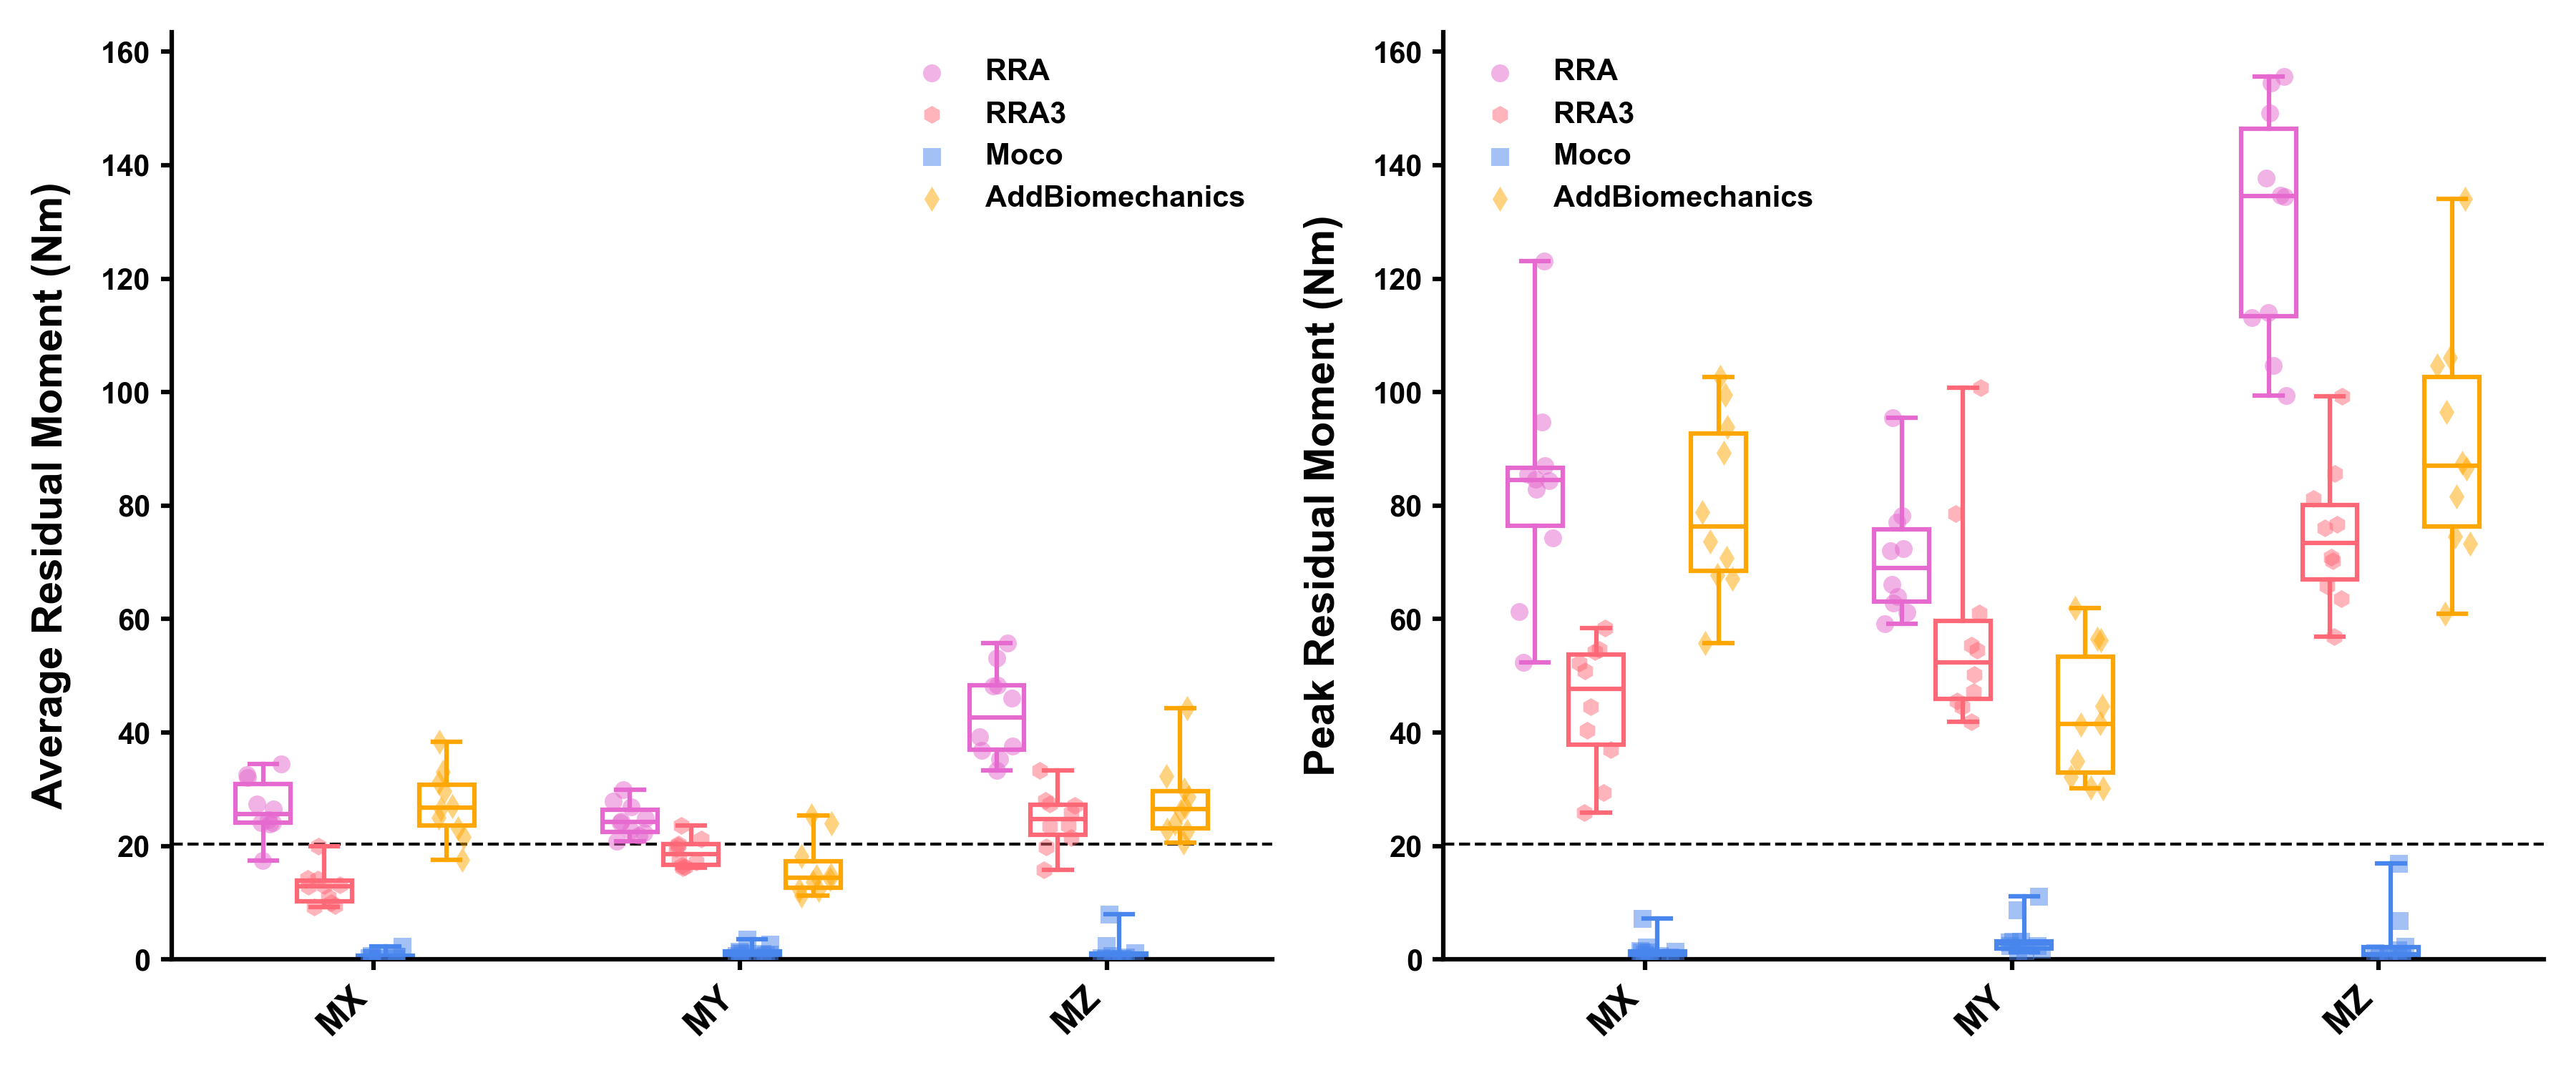 Average Residual Moment (Nm)
160
140
120
100
80
60
40
20
0
RRA
RRA3
Moco
AddBiomechanics
MX
MY
MZ
Peak Residual Moment (Nm)
160
140
120
100
80
60
40
20
0
RRA
RRA3
Moco
AddBiomechanics
MX
MY
MZ